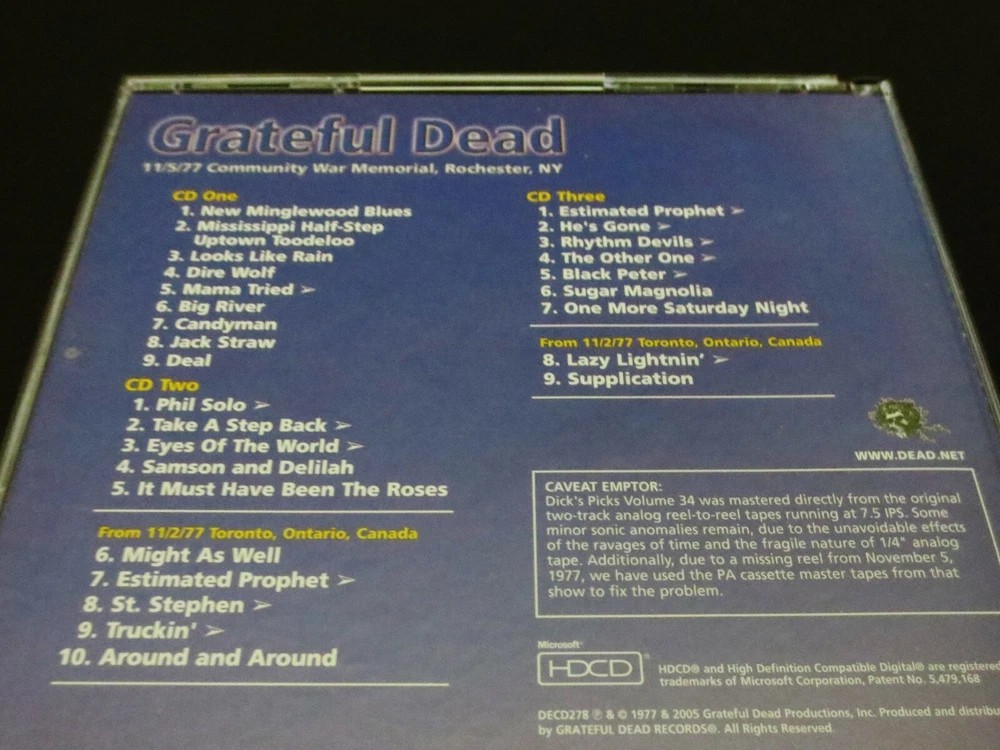 Grateful Dead
11/5/77 Community War Memorial, Rochester, NY
CD One
1. New Minglewood Blues
2. Mississippi Half-Step
Uptown Toodeloo
3. Looks Like Rain
4. Dire Wolf
5. Mama Tried ➢
6. Big River
7. Candyman
8. Jack Straw
9. Deal
CD Two
1. Phil Solo ➢
2. Take A Step Back ➢
3. Eyes Of The World ➢
4. Samson and Delilah
5. It Must Have Been The Roses
From 11/2/77 Toronto, Ontario, Canada
6. Might As Well
7. Estimated Prophet ➢
8. St. Stephen ➢
9. Truckin' ➢
10. Around and Around
CD Three
1. Estimated Prophet ➢
2. He's Gone ➢
3. Rhythm Devils ➢
4. The Other One ➢
5. Black Peter ➢
6. Sugar Magnolia
7. One More Saturday Night
From 11/2/77 Toronto, Ontario, Canada
8. Lazy Lightnin' ➢
9. Supplication
WWW.DEAD.NET
CAVEAT EMPTOR:
Dick's Picks Volume 34 was mastered directly from the original
two-track analog reel-to-reel tapes running at 7.5 IPS. Some
minor sonic anomalies remain, due to the unavoidable effects
of the ravages of time and the fragile nature of 1/4" analog
tape. Additionally, due to a missing reel from November 5,
1977, we have used the PA cassette master tapes from that
show to fix the problem.
Microsoft®
HDCD®
HDCD® and High Definition Compatible Digital® are registered
trademarks of Microsoft Corporation, Patent No. 5,479,168
DECD278 ℗ & © 1977 & 2005 Grateful Dead Productions, Inc. Produced and distribu
by GRATEFUL DEAD RECORDS®. All Rights Reserved.